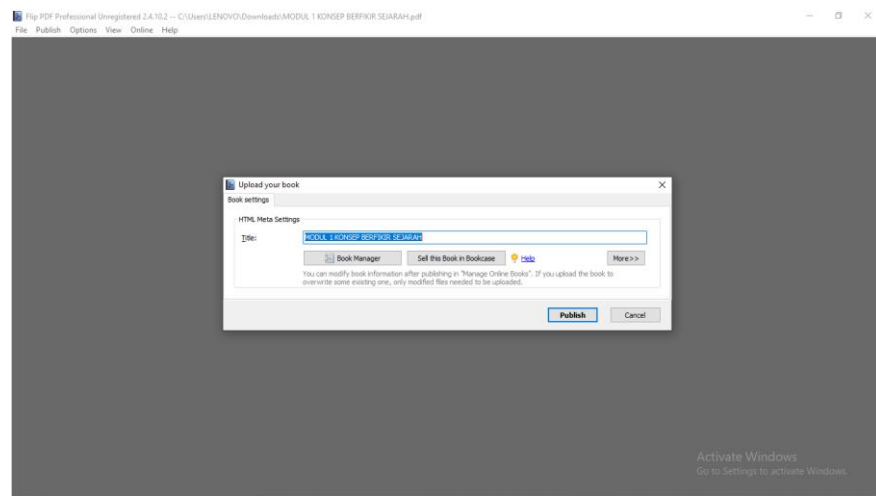 Flip PDF Professional Unregistered 2.4.10.2 -- C:\Users\LENOVO\Downloads\MODUL 1 KONSEP BERFIKIR SEJARAH.pdf
File Publish Options View Online Help
Upload your book
Book settings
HTML Meta Settings
Title: MODUL 1 KONSEP BERFIKIR SEJARAH
Book Manager Sell this Book in Bookcase Help More>>
You can modify book information after publishing in "Manage Online Books". If you upload the book to
overwrite some existing one, only modified files needed to be uploaded.
Publish Cancel
Activate Windows
Go to Settings to activate Windows.